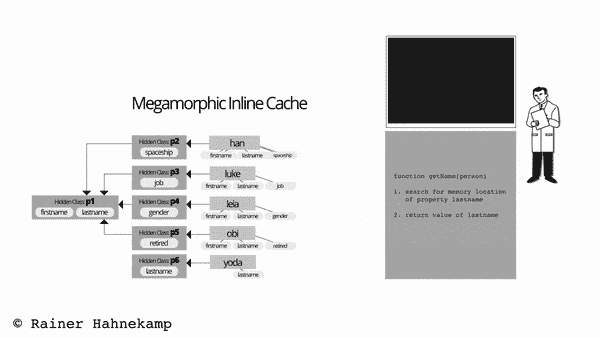 Megamorphic Inline Cache
Hidden Class p2
spaceship
han
firstname lastname spaceship
Hidden Class p3
job
luke
firstname lastname job
Hidden Class p1
firstname lastname
Hidden Class p4
gender
leia
firstname lastname gender
Hidden Class p5
retired
obi
firstname lastname retired
Hidden Class p6
lastname
yoda
lastname
function getName(person)
1. search for memory location
of property lastname
2. return value of lastname
© Rainer Hahnekamp